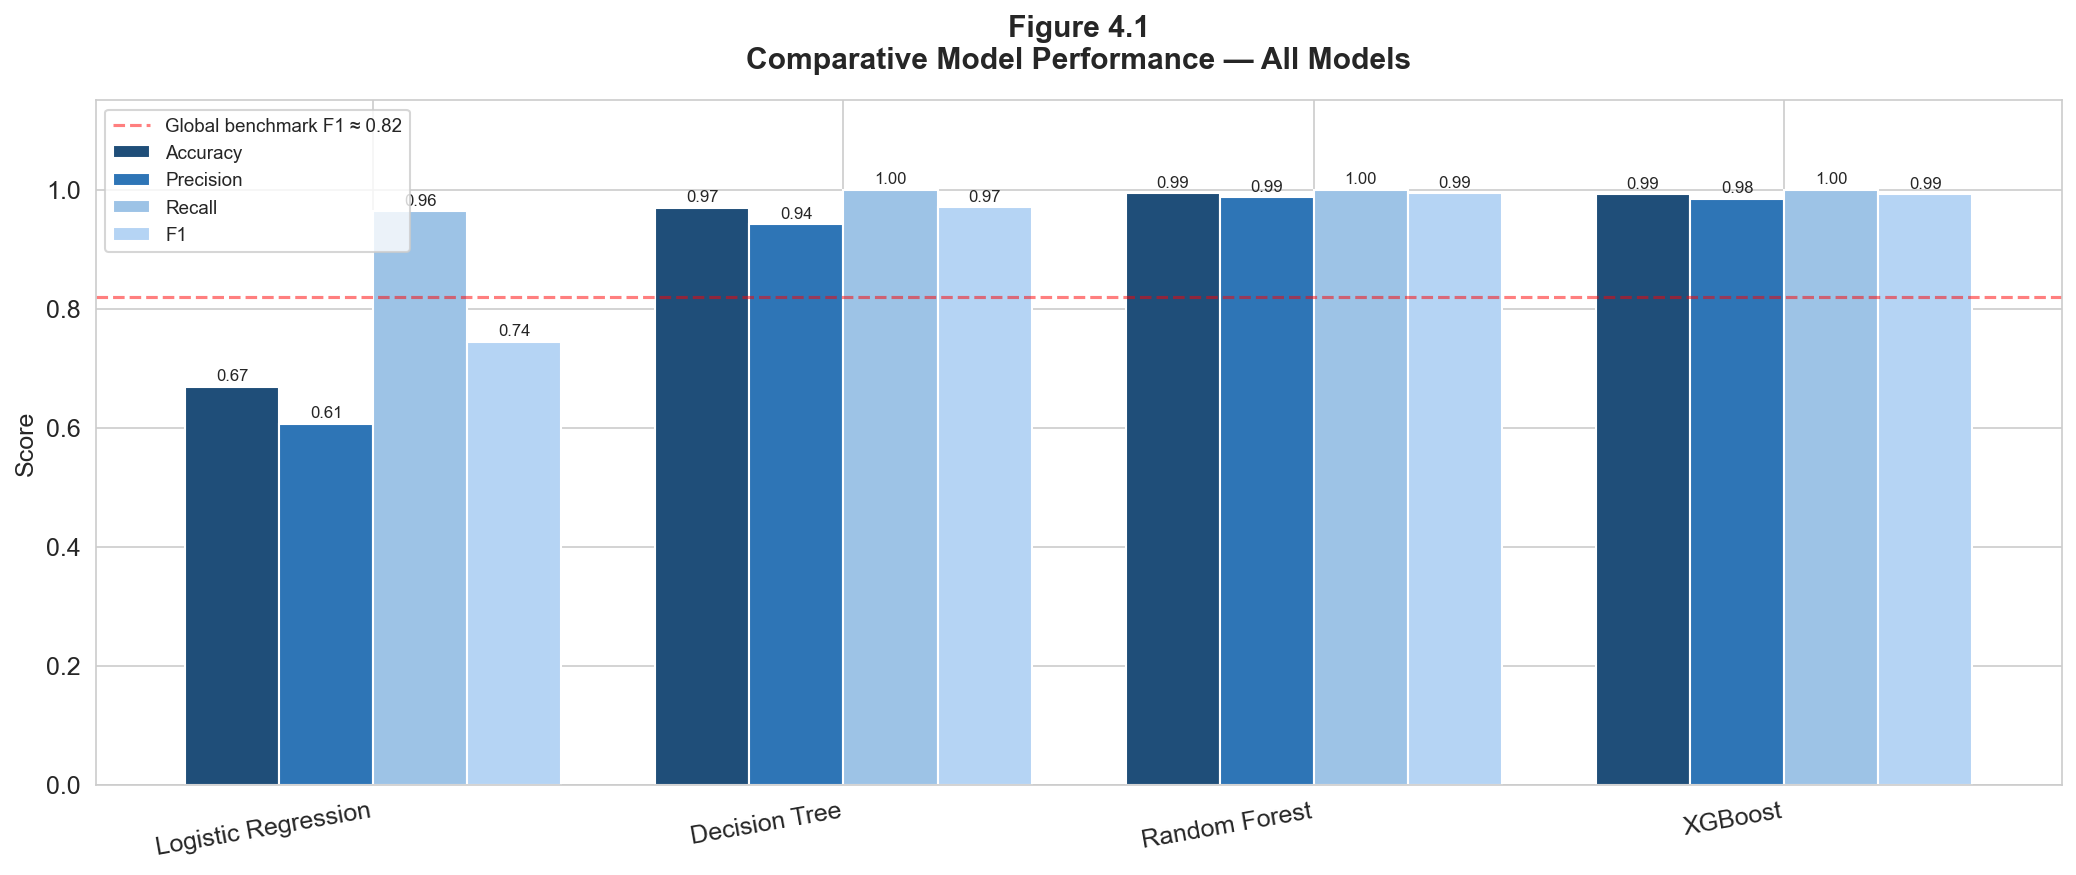 Figure 4.1
Comparative Model Performance — All Models
Global benchmark F1 ≈ 0.82
Accuracy
Precision
Recall
F1
Score
1.0
0.8
0.6
0.4
0.2
0.0
0.67
0.61
0.96
0.74
0.97
0.94
1.00
0.97
0.99
0.99
1.00
0.99
0.99
0.98
1.00
0.99
Logistic Regression
Decision Tree
Random Forest
XGBoost